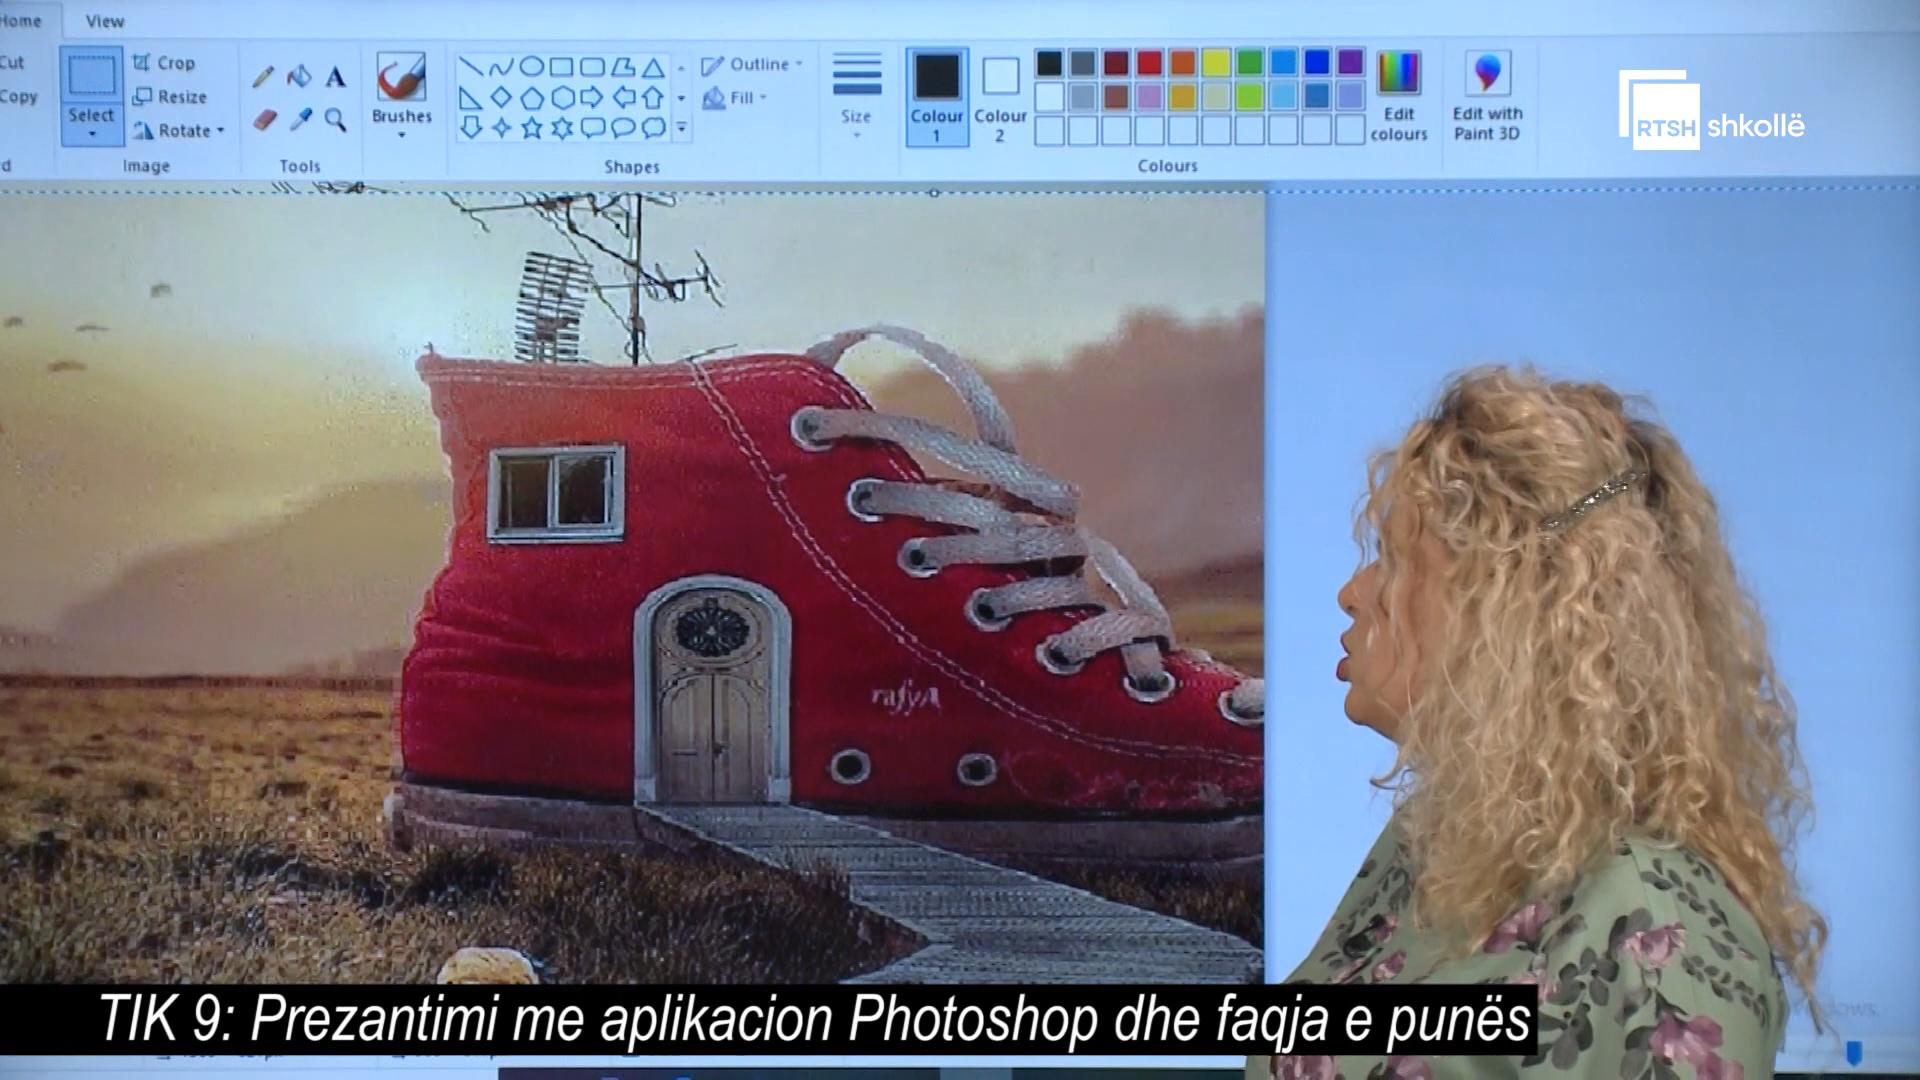 Home
View
Cut
Copy
Select
Crop
Resize
Rotate
Image
Tools
Brushes
Shapes
Outline
Fill
Size
Colour
1
Colour
2
Colours
Edit
colours
Edit with
Paint 3D
RTSH shkollë
rafyA
TIK 9: Prezantimi me aplikacion Photoshop dhe faqja e punës